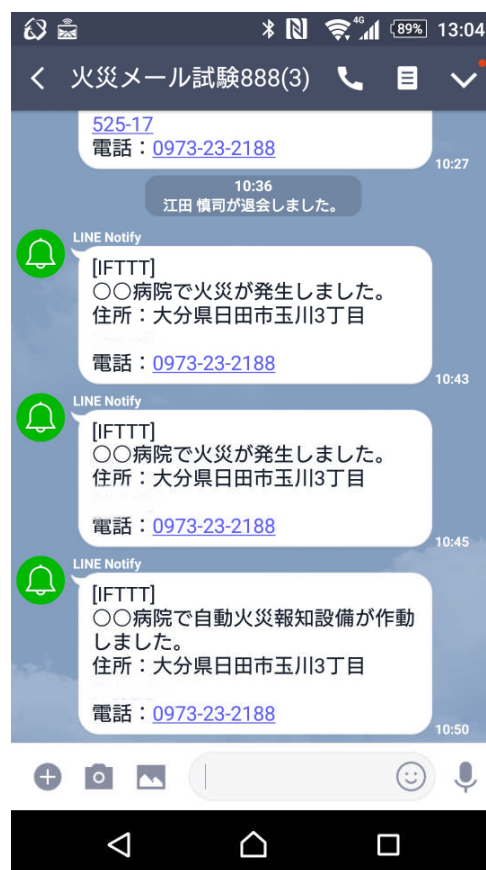 4G
89%
13:04
火災メール試験888(3)
525-17
電話：0973-23-2188
10:27
10:36
江田 慎司が退会しました。
LINE Notify
[IFTTT]
○○病院で火災が発生しました。
住所：大分県日田市玉川3丁目
電話：0973-23-2188
10:43
LINE Notify
[IFTTT]
○○病院で火災が発生しました。
住所：大分県日田市玉川3丁目
電話：0973-23-2188
10:45
LINE Notify
[IFTTT]
○○病院で自動火災報知設備が作動
しました。
住所：大分県日田市玉川3丁目
電話：0973-23-2188
10:50